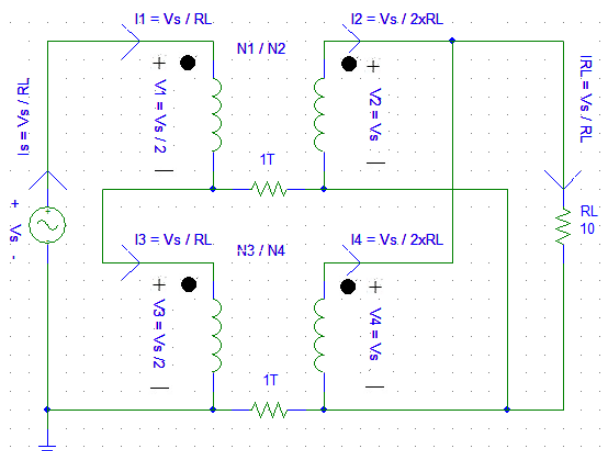 I1 = Vs / RL
I2 = Vs / 2xRL
N1 / N2
Is = Vs / RL
+
V1 = Vs / 2
—
+
V2 = Vs
—
IRL = Vs / RL
1T
+
Vs
-
RL
10
I3 = Vs / RL
N3 / N4
I4 = Vs / 2xRL
+
V3 = Vs/2
—
+
V4 = Vs
—
1T